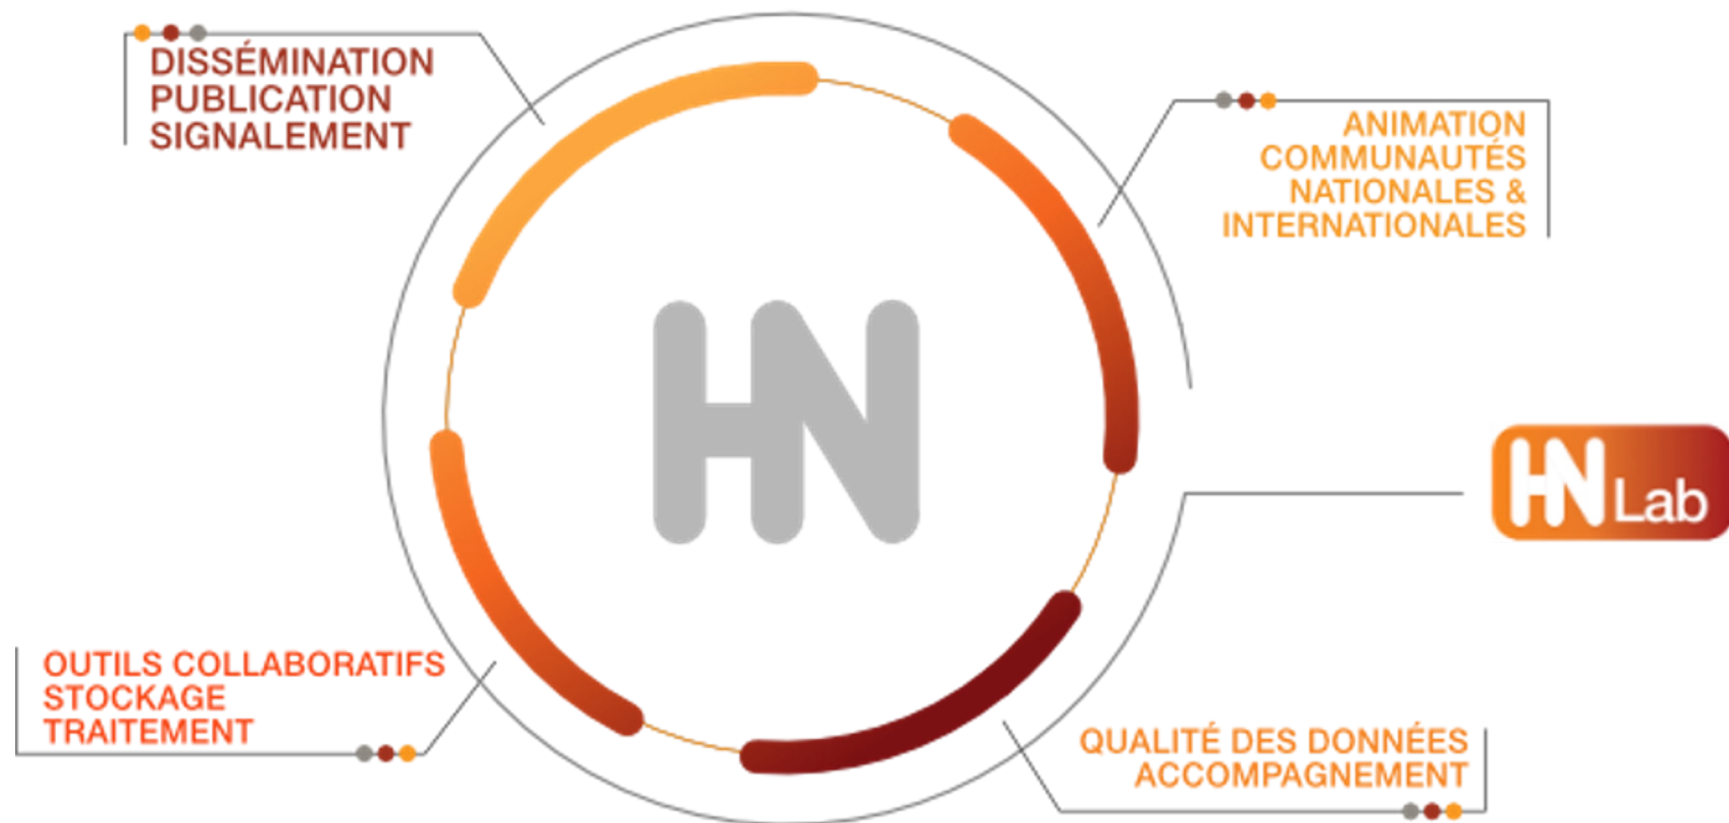 DISSÉMINATION
PUBLICATION
SIGNALEMENT
ANIMATION
COMMUNAUTÉS
NATIONALES &
INTERNATIONALES
HN
HN Lab
OUTILS COLLABORATIFS
STOCKAGE
TRAITEMENT
QUALITÉ DES DONNÉES
ACCOMPAGNEMENT